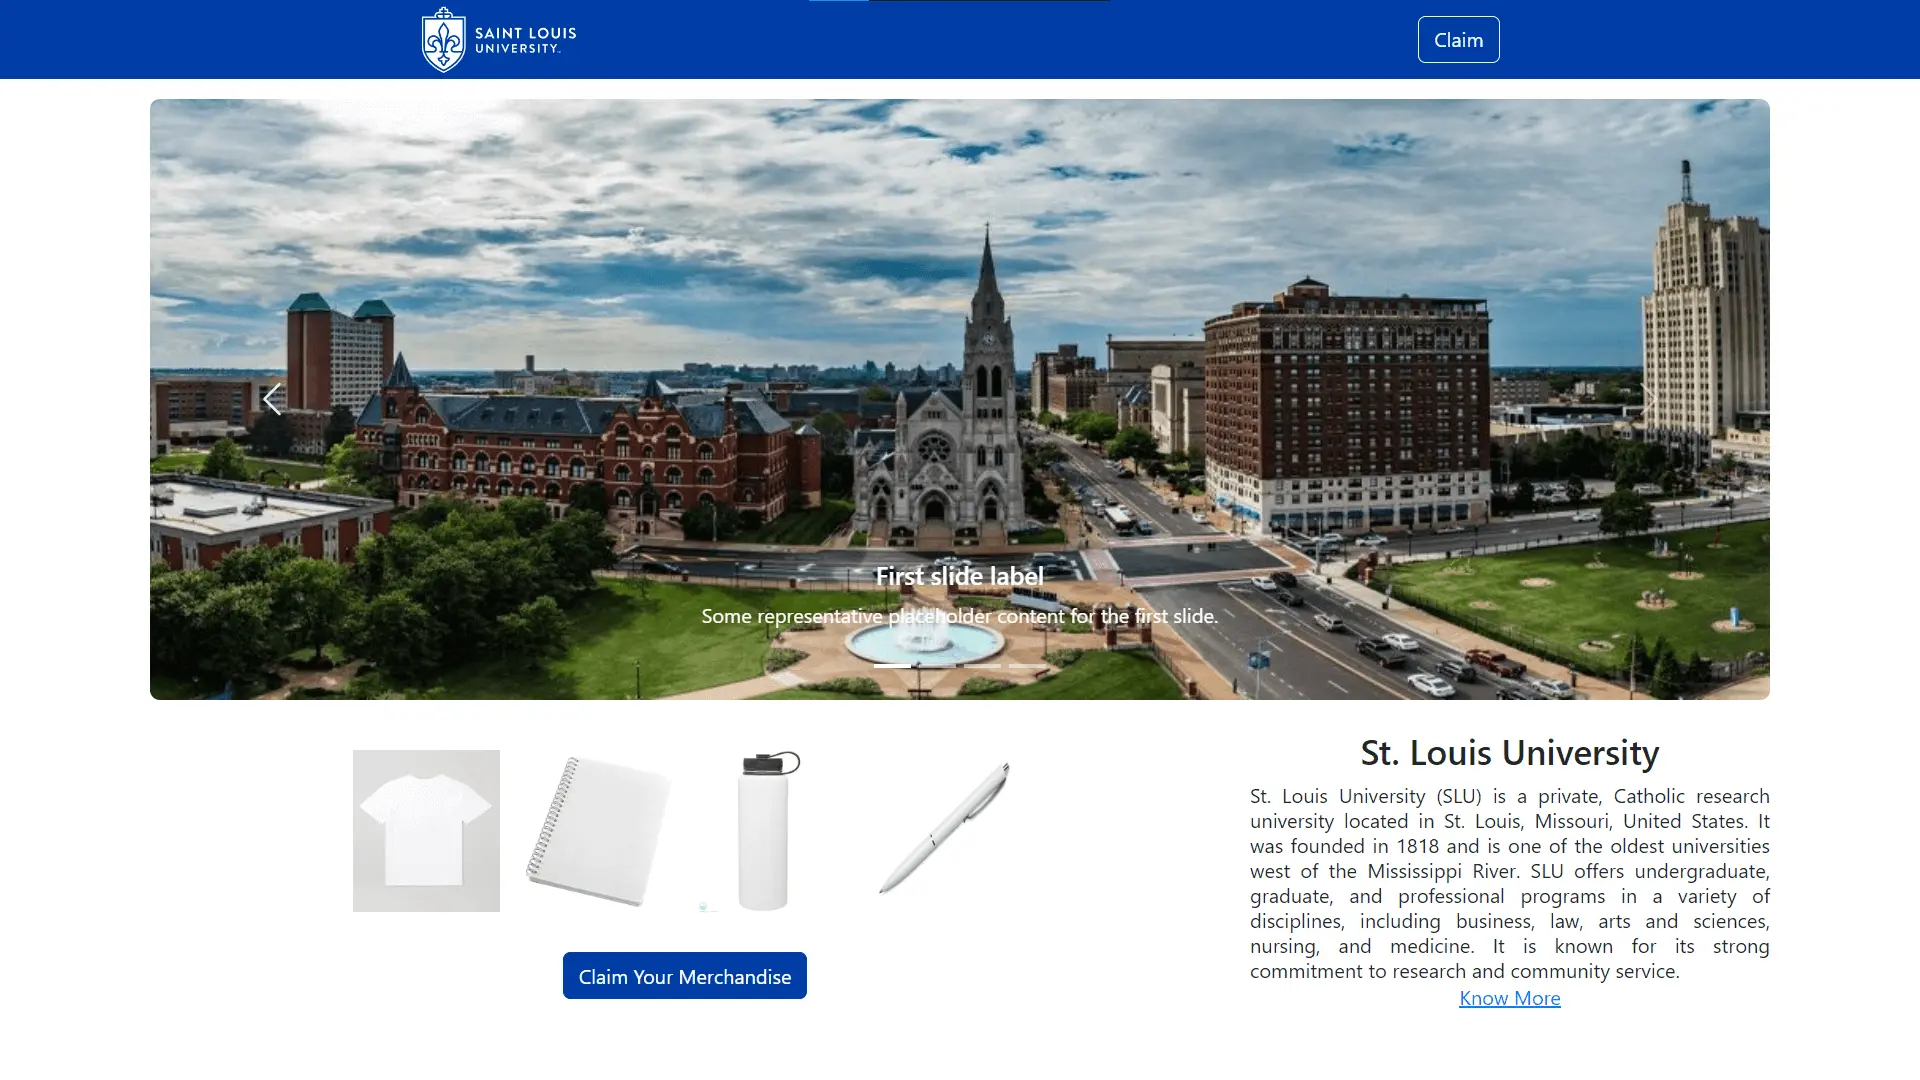 SAINT LOUIS
UNIVERSITY™
Claim
First slide label
Some representative placeholder content for the first slide.
St. Louis University
St. Louis University (SLU) is a private, Catholic research
university located in St. Louis, Missouri, United States. It
was founded in 1818 and is one of the oldest universities
west of the Mississippi River. SLU offers undergraduate,
graduate, and professional programs in a variety of
disciplines, including business, law, arts and sciences,
nursing, and medicine. It is known for its strong
commitment to research and community service.
Know More
Claim Your Merchandise